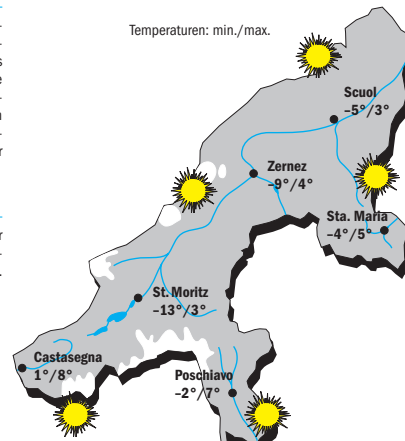 Temperaturen: min./max.
Scuol
–5°/3°
Zernez
–9°/4°
Sta. Maria
–4°/5°
St. Moritz
–13°/3°
Castasegna
1°/8°
Poschiavo
–2°/7°